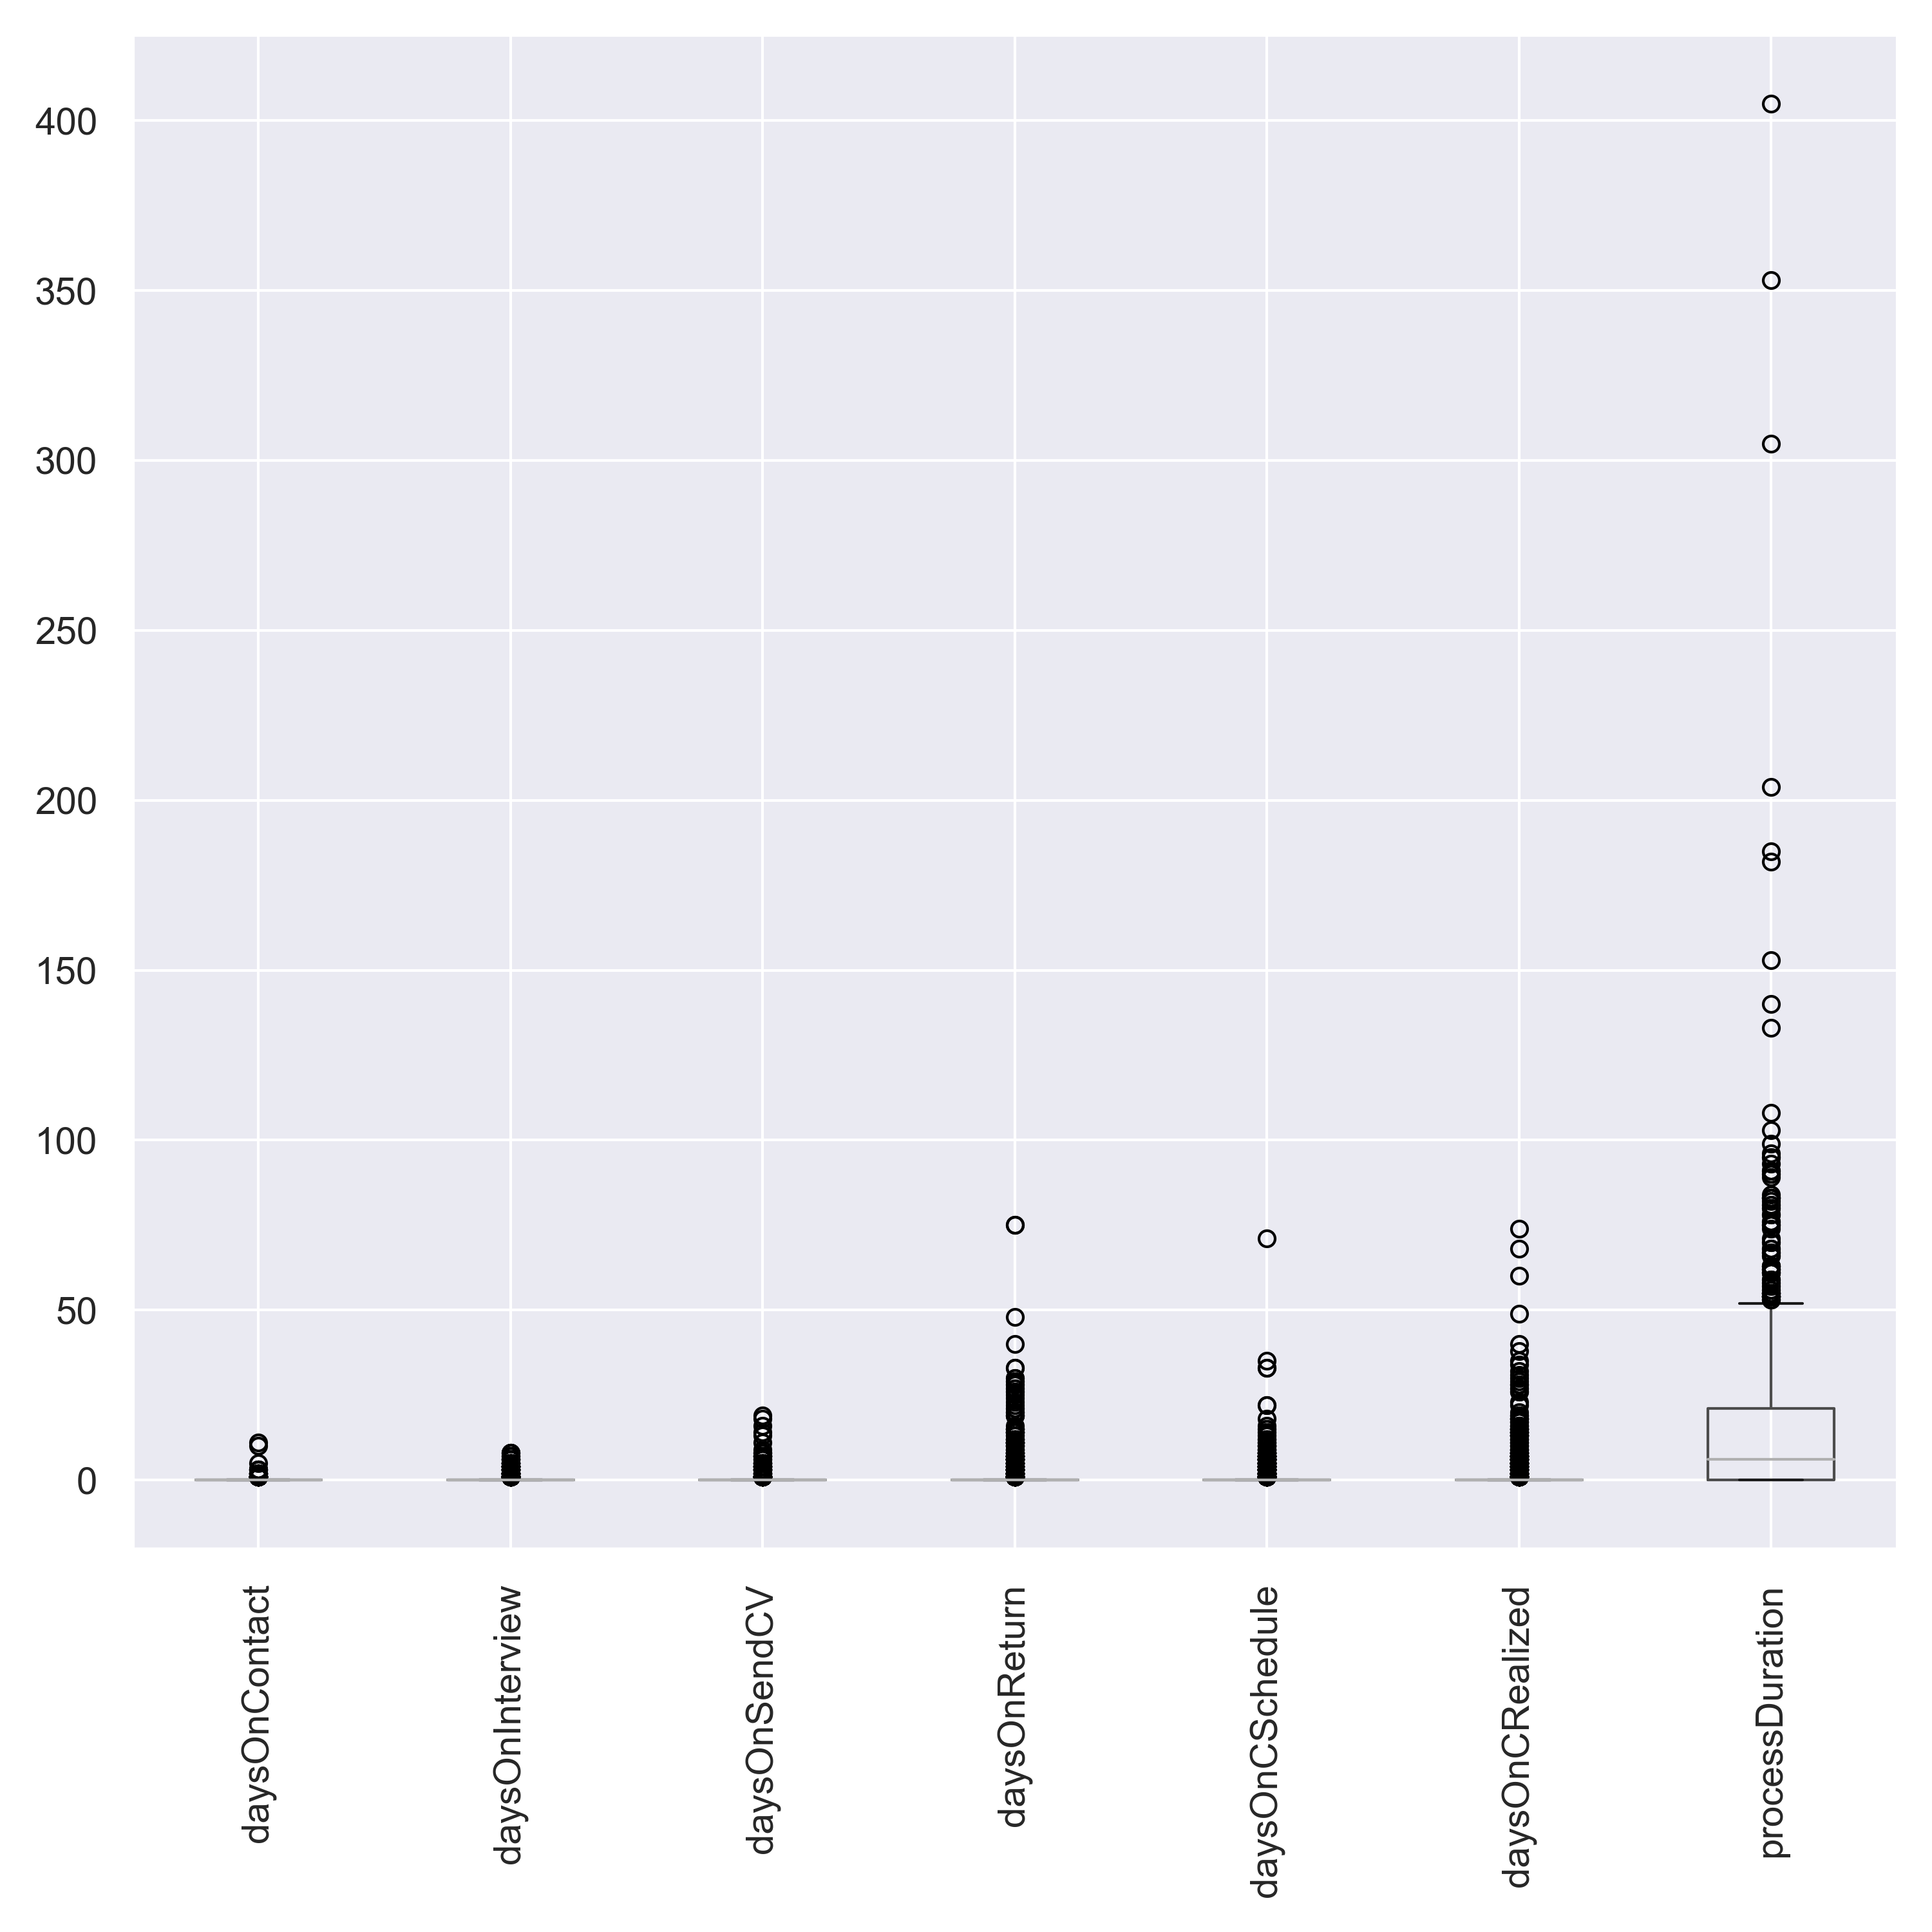 400
350
300
250
200
150
100
50
0
daysOnContact
daysOnInterview
daysOnSendCV
daysOnReturn
daysOnCSchedule
daysOnCRealized
processDuration